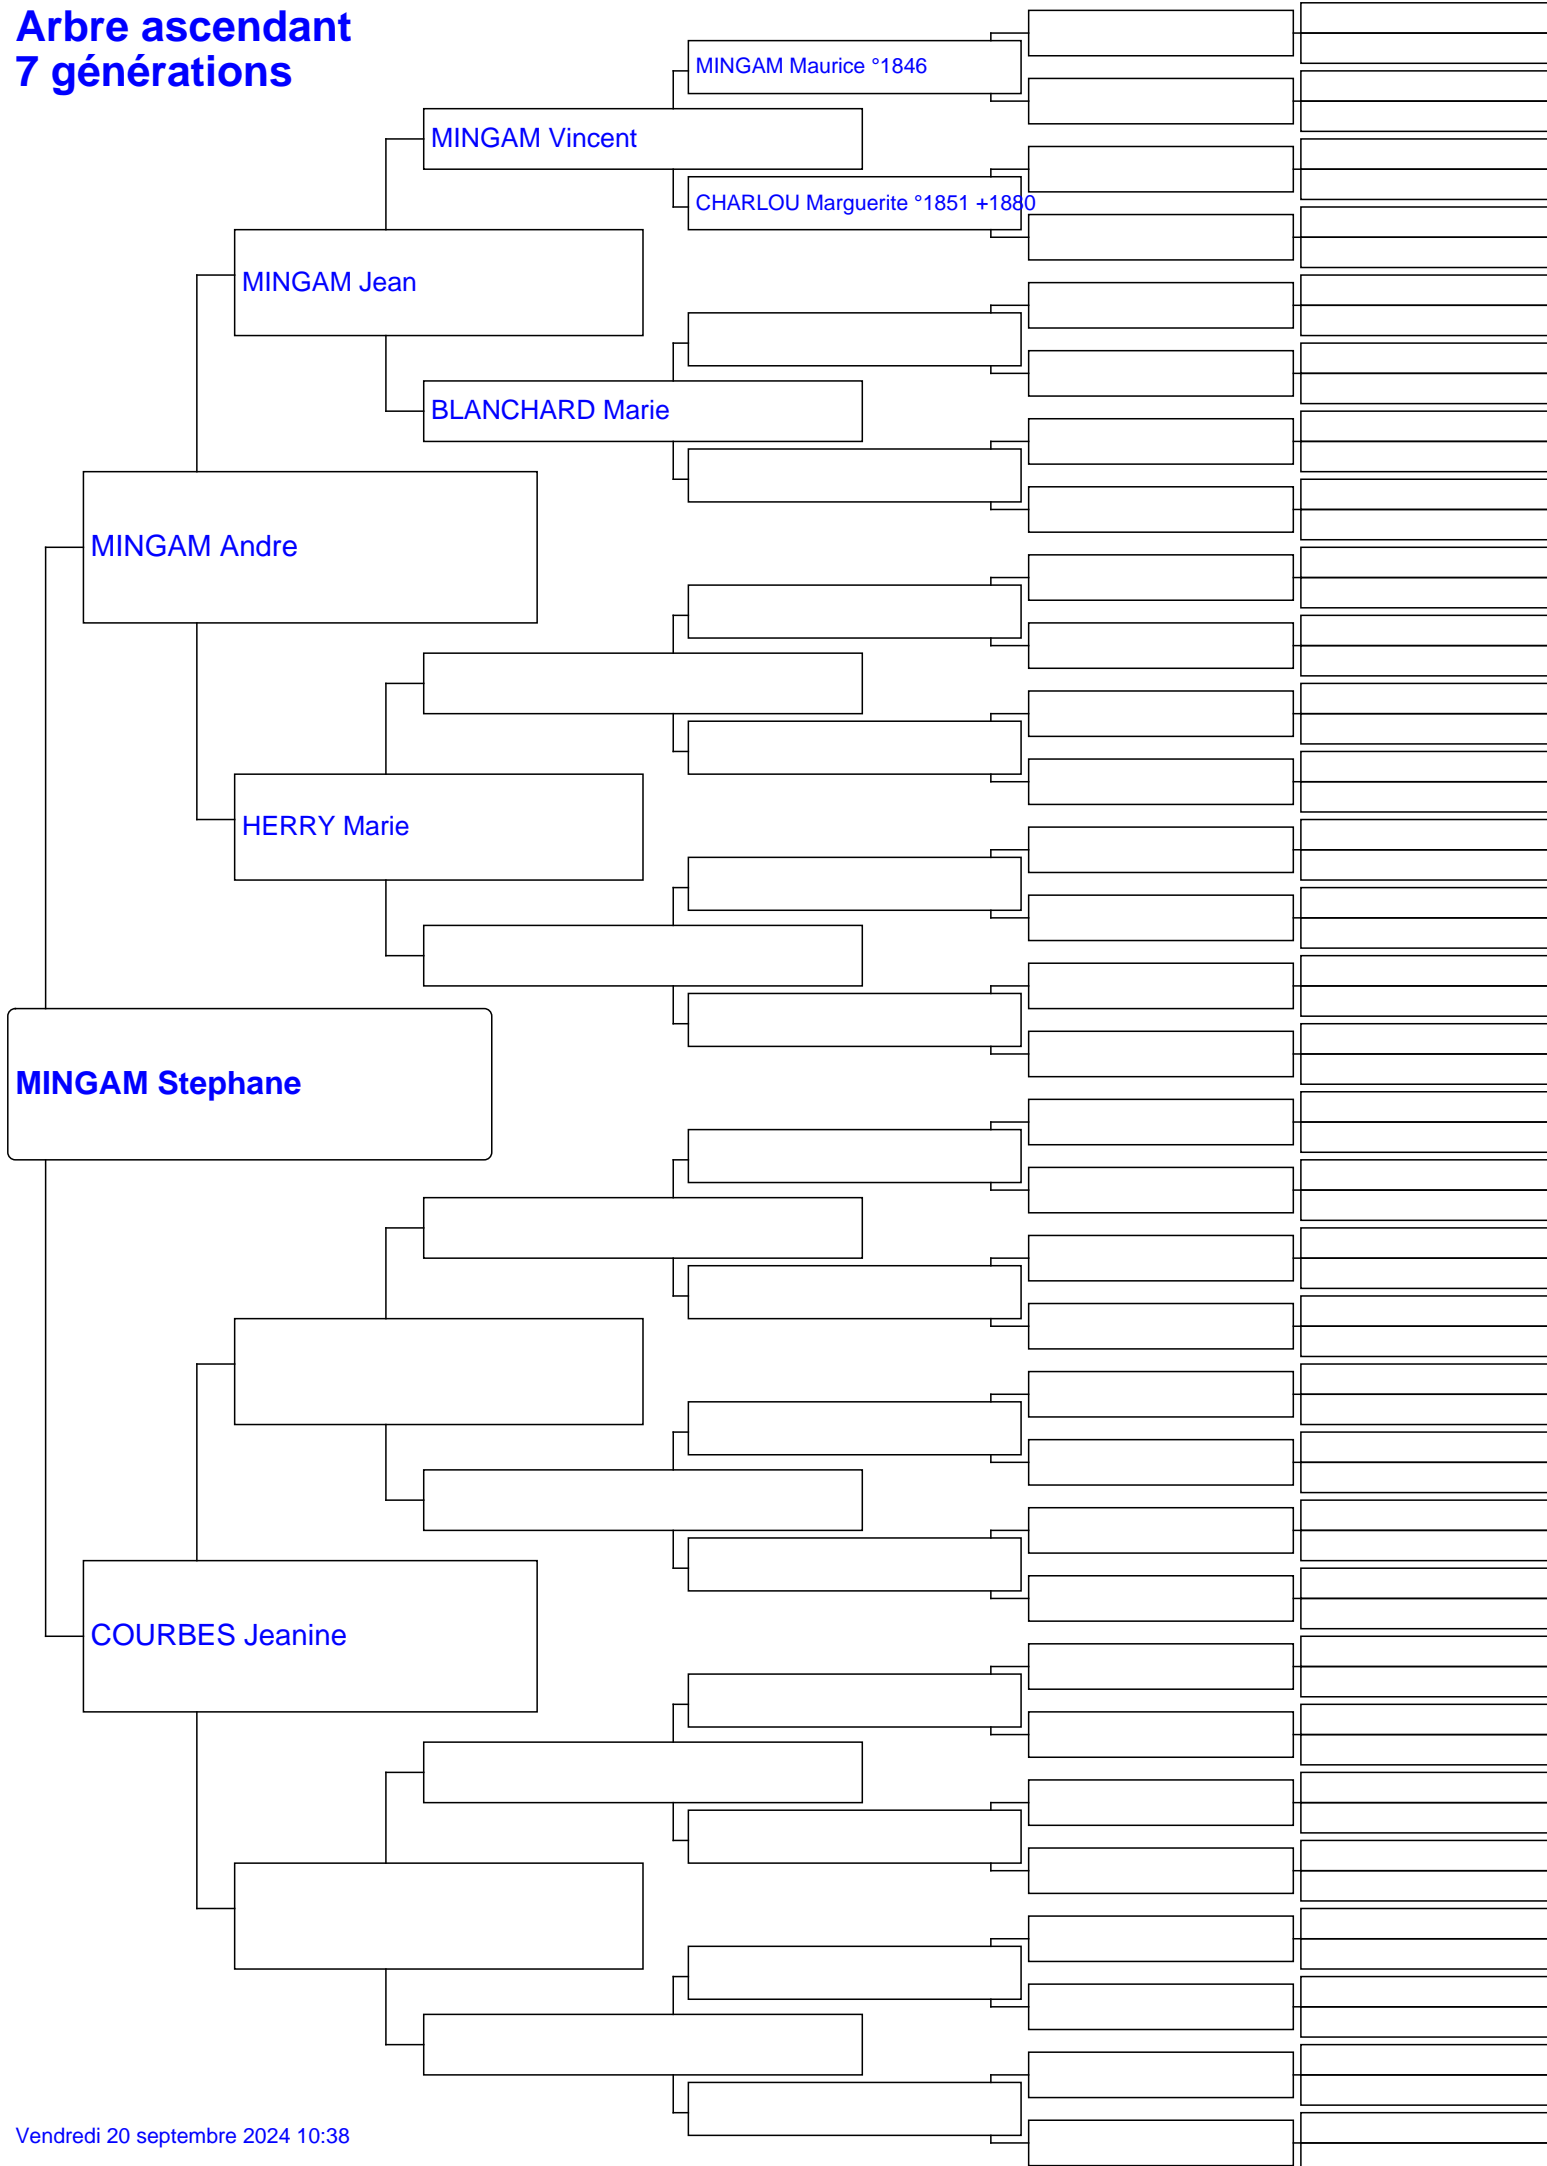 Arbre ascendant
7 générations
MINGAM Maurice °1846
MINGAM Vincent
CHARLOU Marguerite °1851 +1880
MINGAM Jean
BLANCHARD Marie
MINGAM Andre
HERRY Marie
MINGAM Stephane
COURBES Jeanine
Vendredi 20 septembre 2024 10:38